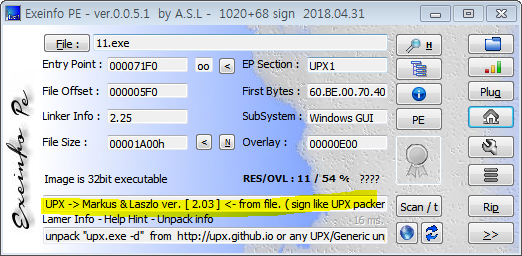 Exeinfo PE - ver.0.0.5.1 by A.S.L - 1020+68 sign 2018.04.31
File : 11.exe H
Entry Point : 000071F0 oo < EP Section : UPX1
File Offset : 000005F0 First Bytes : 60.BE.00.70.40 Plug
Linker Info : 2.25 SubSystem : Windows GUI PE
File Size : 00001A00h < N Overlay : 00000E00
Image is 32bit executable RES/OVL : 11 / 54 % ????
UPX -> Markus & Laszlo ver. [ 2.03 ] <- from file. ( sign like UPX packer Scan / t Rip
Lamer Info - Help Hint - Unpack info 16 ms.
unpack "upx.exe -d" from http://upx.github.io or any UPX/Generic un >>
Exeinfo Pe